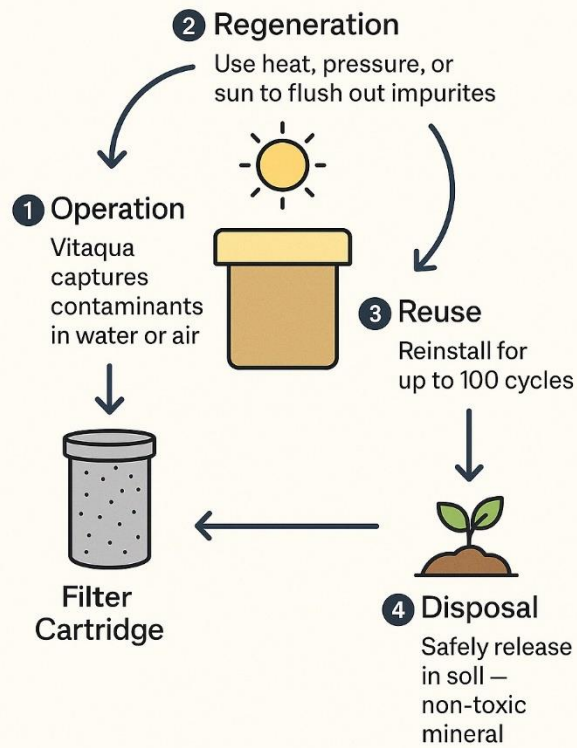 2 Regeneration
Use heat, pressure, or
sun to flush out impurites
1 Operation
Vitaqua
captures
contaminants
in water or air
3 Reuse
Reinstall for
up to 100 cycles
Filter
Cartridge
4 Disposal
Safely release
in soll —
non-toxic
mineral